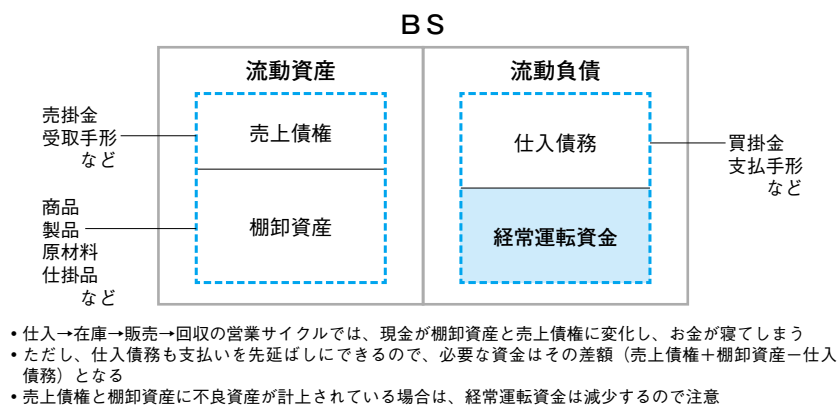 BS
流動資産
流動負債
売掛金
受取手形
など
売上債権
仕入債務
買掛金
支払手形
など
商品
製品
原材料
仕掛品
など
棚卸資産
経常運転資金
•仕入→在庫→販売→回収の営業サイクルでは、現金が棚卸資産と売上債権に変化し、お金が寝てしまう
•ただし、仕入債務も支払いを先延ばしにできるので、必要な資金はその差額（売上債権＋棚卸資産－仕入
債務）となる
•売上債権と棚卸資産に不良資産が計上されている場合は、経常運転資金は減少するので注意